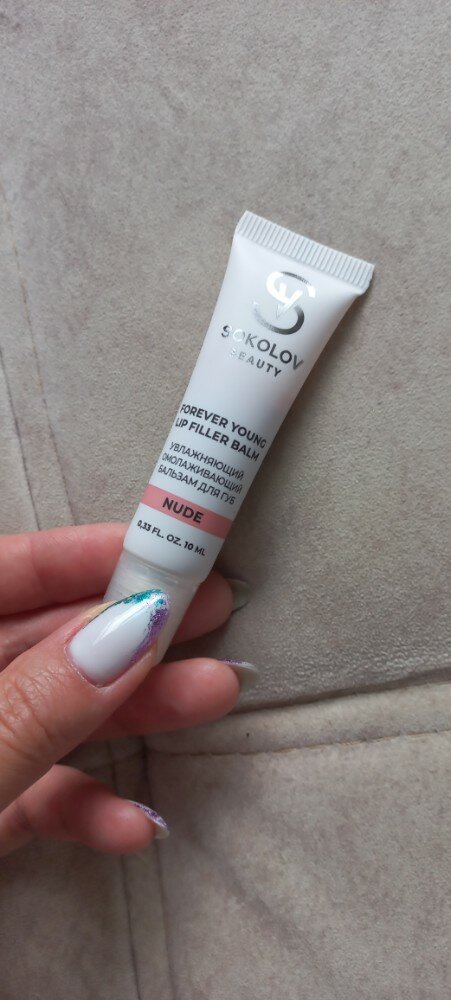 SOKOLOV
BEAUTY
FOREVER YOUNG
LIP FILLER BALM
УВЛАЖНЯЮЩИЙ
ОМОЛАЖИВАЮЩИЙ
БАЛЬЗАМ ДЛЯ ГУБ
NUDE
0,33 FL. OZ. 10 ML